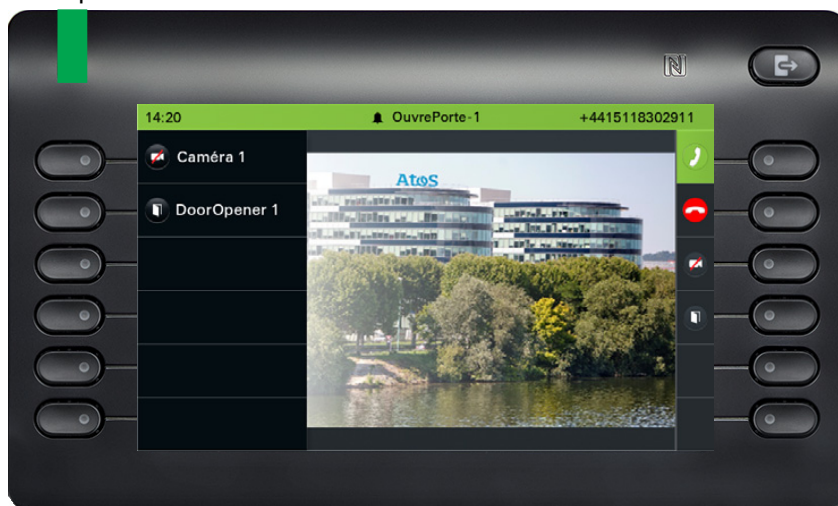 14:20
OuvrePorte-1
+4415118302911
Caméra 1
AtoS
DoorOpener 1